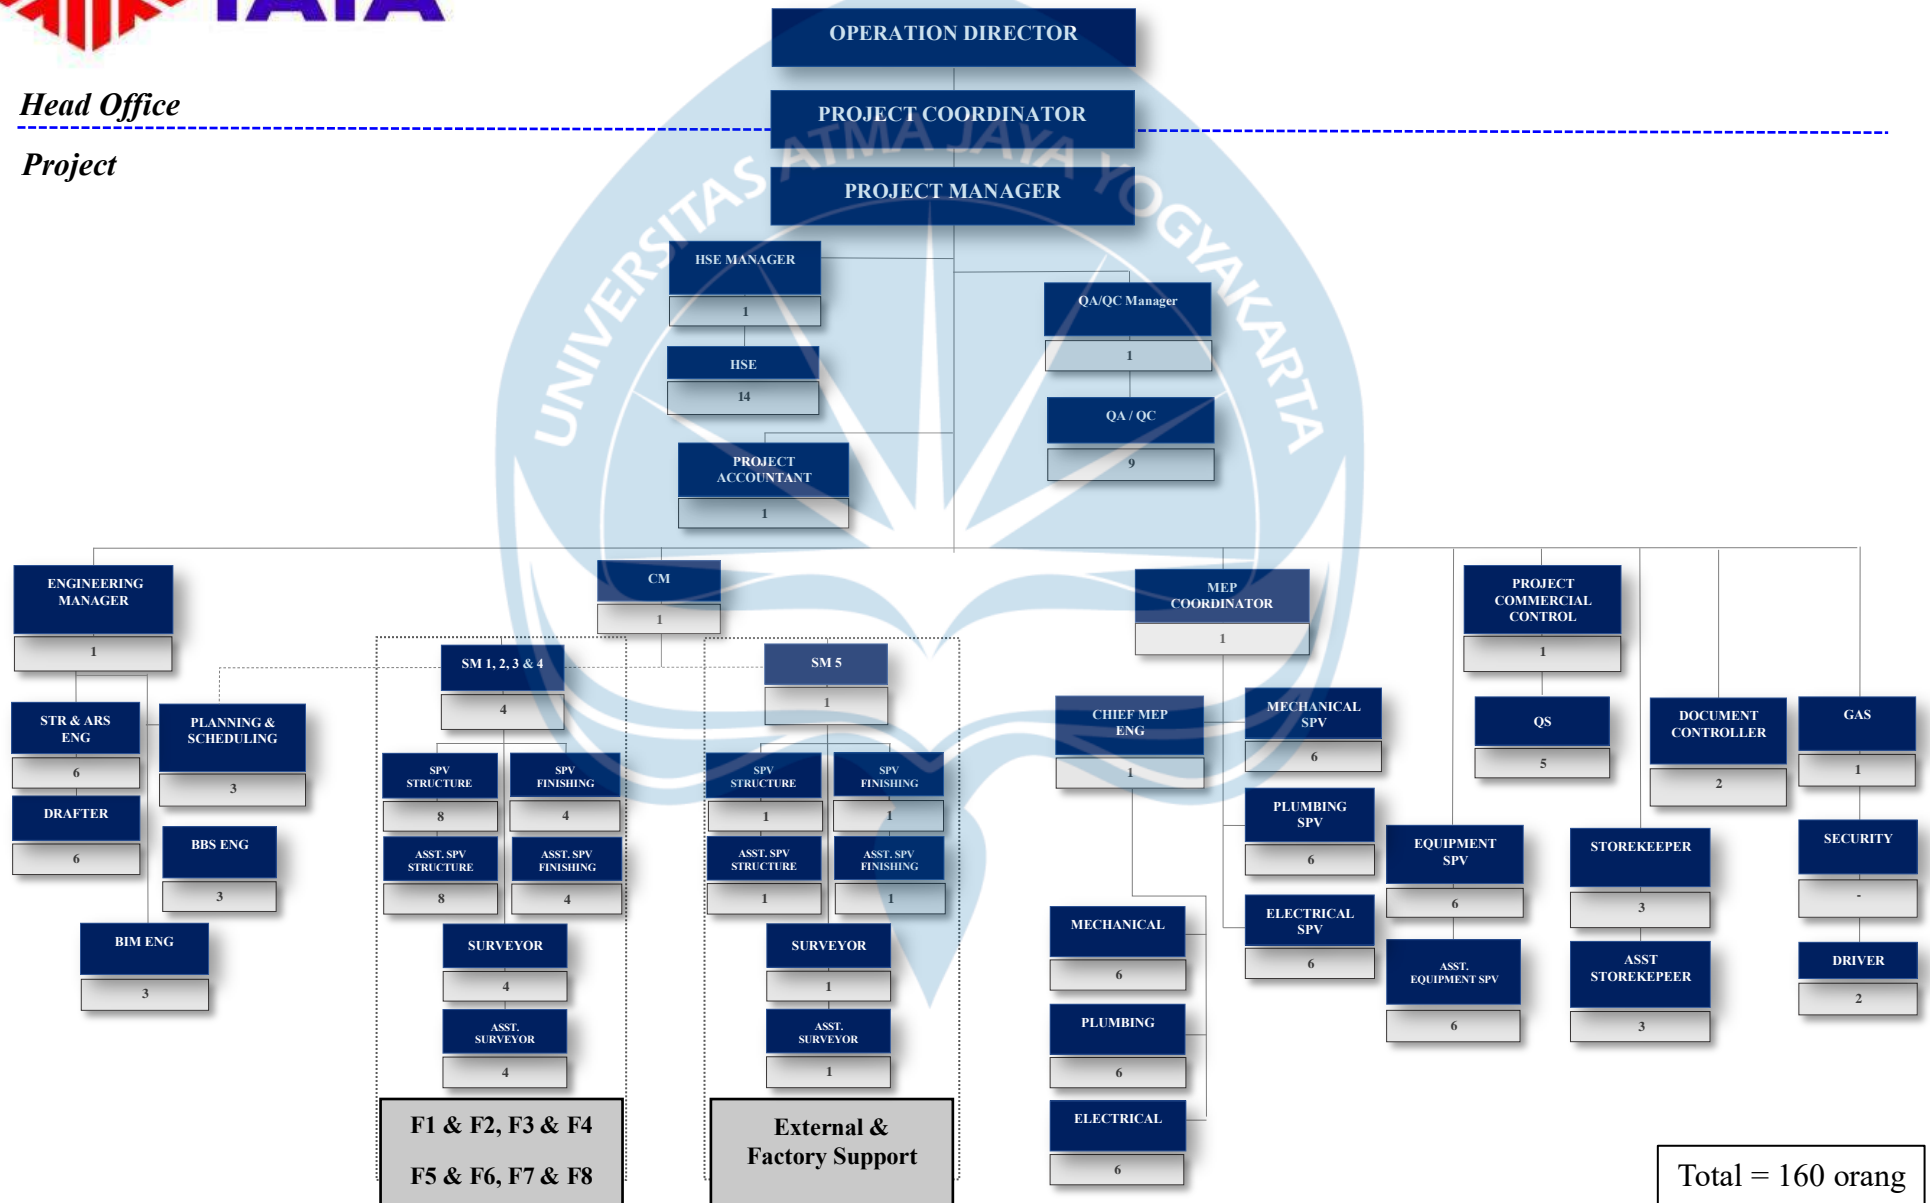 TATA
OPERATION DIRECTOR
Head Office
PROJECT COORDINATOR
Project
PROJECT MANAGER
UNIVERSITAS ATMA JAYA YOGYAKARTA
HSE MANAGER
1
HSE
14
QA/QC Manager
1
QA / QC
9
PROJECT
ACCOUNTANT
1
ENGINEERING
MANAGER
1
STR & ARS
ENG
6
DRAFTER
6
PLANNING &
SCHEDULING
3
BBS ENG
3
BIM ENG
3
CM
1
SM 1, 2, 3 & 4
4
SPV
STRUCTURE
8
SPV
FINISHING
4
ASST. SPV
STRUCTURE
8
ASST. SPV
FINISHING
4
SURVEYOR
4
ASST.
SURVEYOR
4
F1 & F2, F3 & F4
F5 & F6, F7 & F8
SM 5
1
SPV
STRUCTURE
1
SPV
FINISHING
1
ASST. SPV
STRUCTURE
1
ASST. SPV
FINISHING
1
SURVEYOR
1
ASST.
SURVEYOR
1
External &
Factory Support
MEP
COORDINATOR
1
CHIEF MEP
ENG
1
MECHANICAL
SPV
6
PLUMBING
SPV
6
ELECTRICAL
SPV
6
MECHANICAL
6
PLUMBING
6
ELECTRICAL
6
EQUIPMENT
SPV
6
ASST.
EQUIPMENT SPV
6
PROJECT
COMMERCIAL
CONTROL
1
QS
5
STOREKEEPER
3
ASST
STOREKEPEER
3
DOCUMENT
CONTROLLER
2
GAS
1
SECURITY
-
DRIVER
2
Total = 160 orang